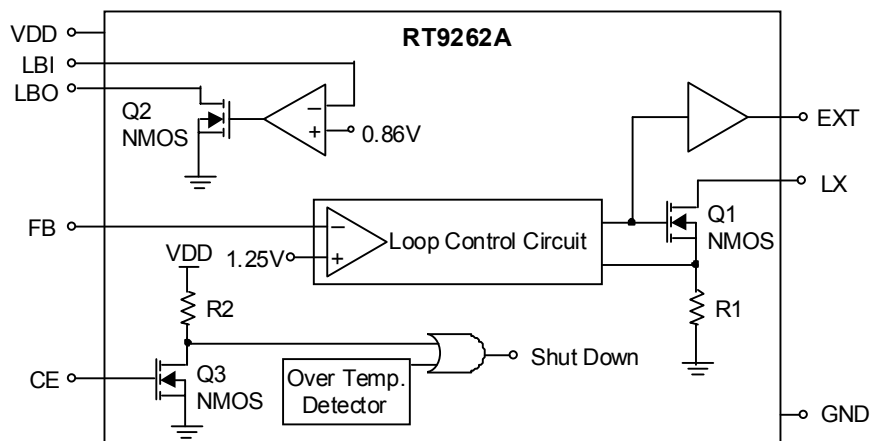 RT9262A
VDD
LBI
LBO
Q2
NMOS
−
+
0.86V
EXT
LX
Q1
NMOS
FB
−
+
1.25V
Loop Control Circuit
VDD
R2
R1
CE
Q3
NMOS
Over Temp.
Detector
Shut Down
GND